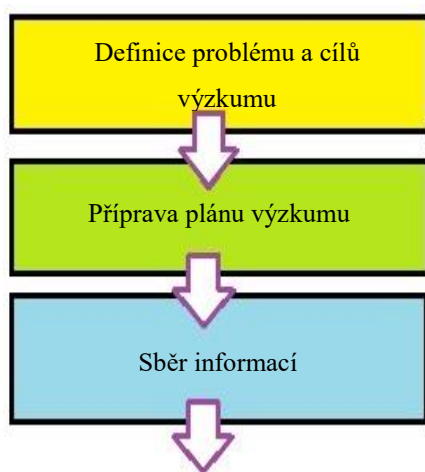 Definice problému a cílů
výzkumu
Příprava plánu výzkumu
Sběr informací